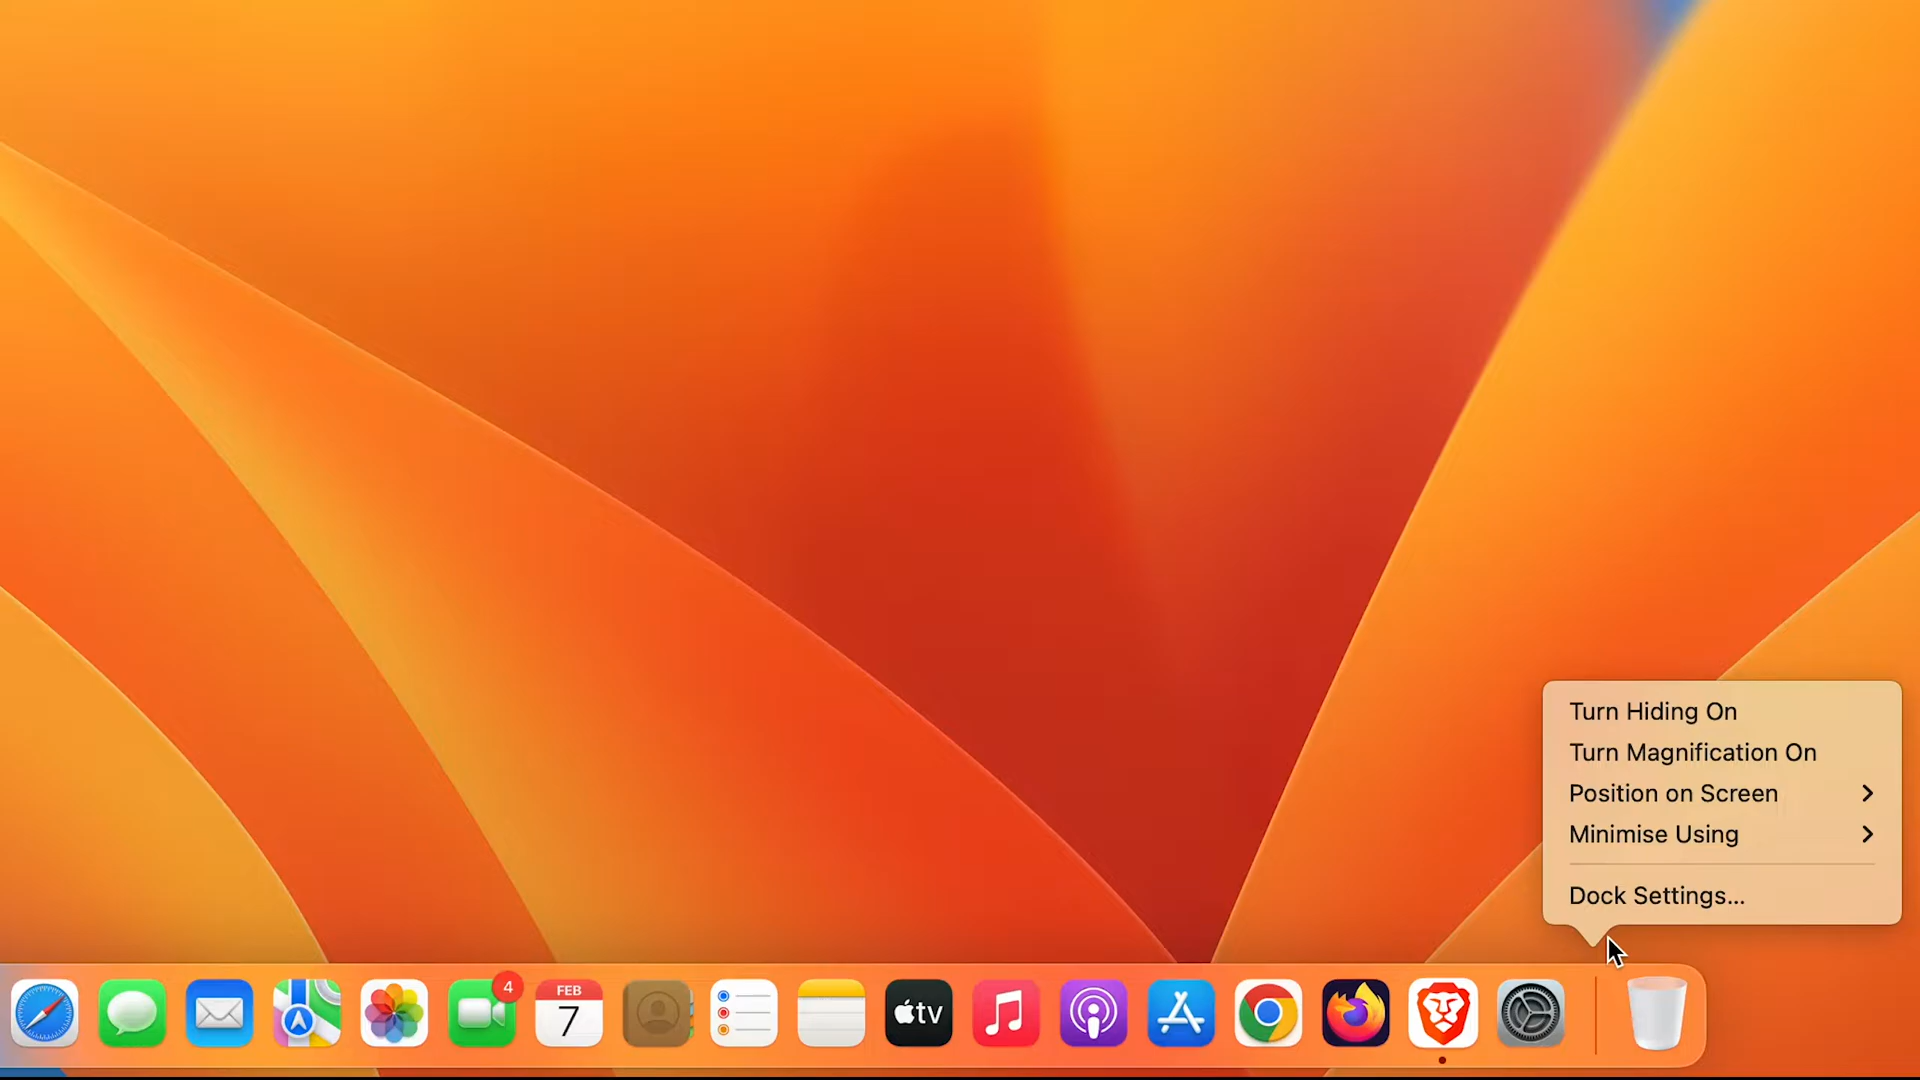 Turn Hiding On
Turn Magnification On
Position on Screen
Minimise Using
Dock Settings...
4
FEB
7
tv